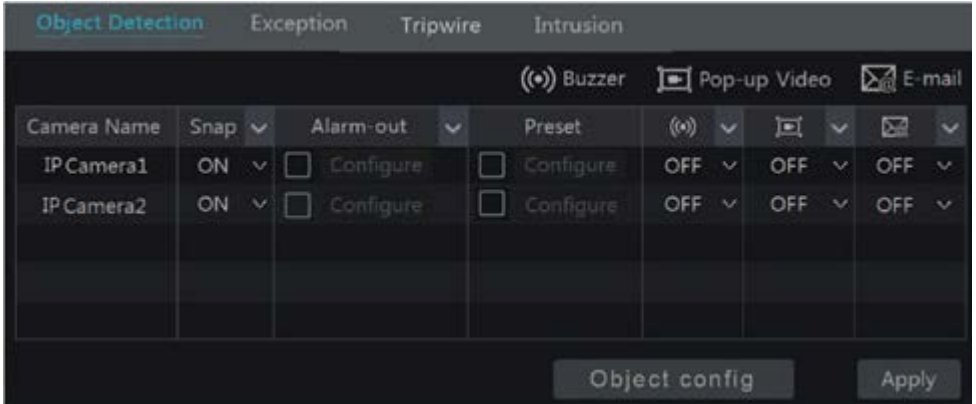 Object Detection Exception Tripwire Intrusion
Buzzer Pop-up Video E-mail
Camera Name Snap Alarm-out Preset
IP Camera1 ON Configure Configure OFF OFF OFF
IP Camera2 ON Configure Configure OFF OFF OFF
Object config Apply